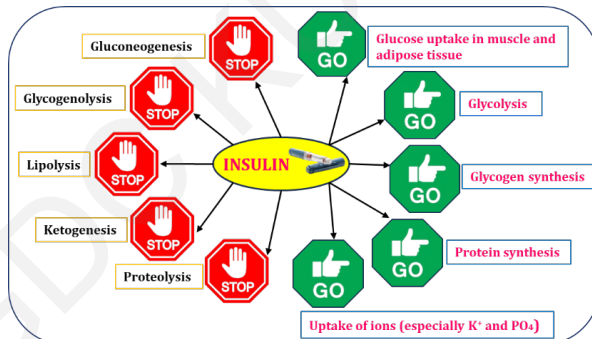 Gluconeogenesis
STOP
GO
Glucose uptake in muscle and
adipose tissue
Glycogenolysis
STOP
GO
Glycolysis
Lipolysis
STOP
INSULIN
GO
Glycogen synthesis
Ketogenesis
STOP
GO
Protein synthesis
Proteolysis
STOP
GO
Uptake of ions (especially K⁺ and PO₄)